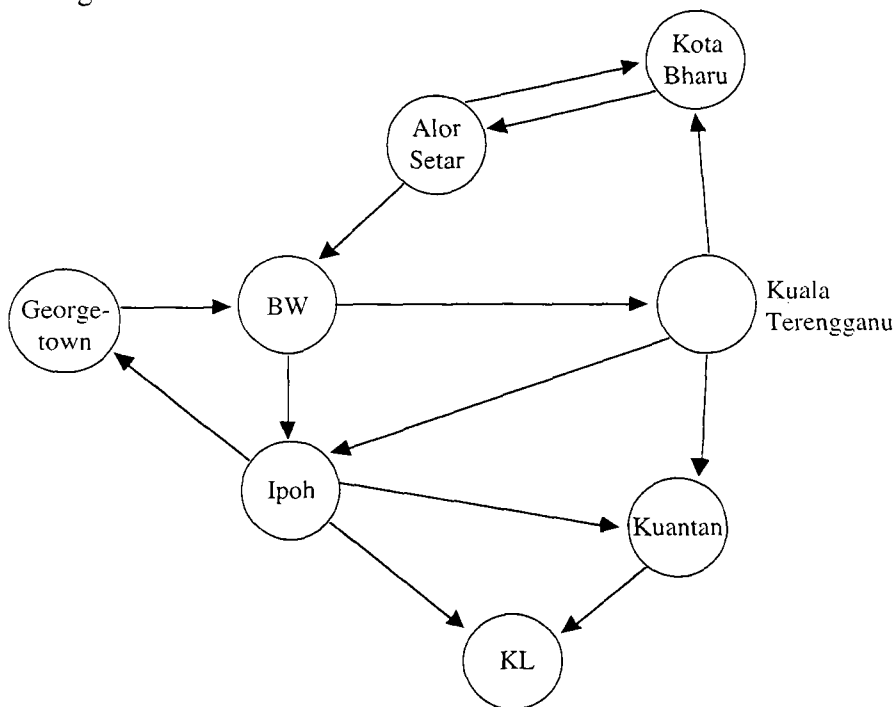 Kota
Bharu
Alor
Setar
George-
town
BW
Kuala
Terengganu
Ipoh
Kuantan
KL